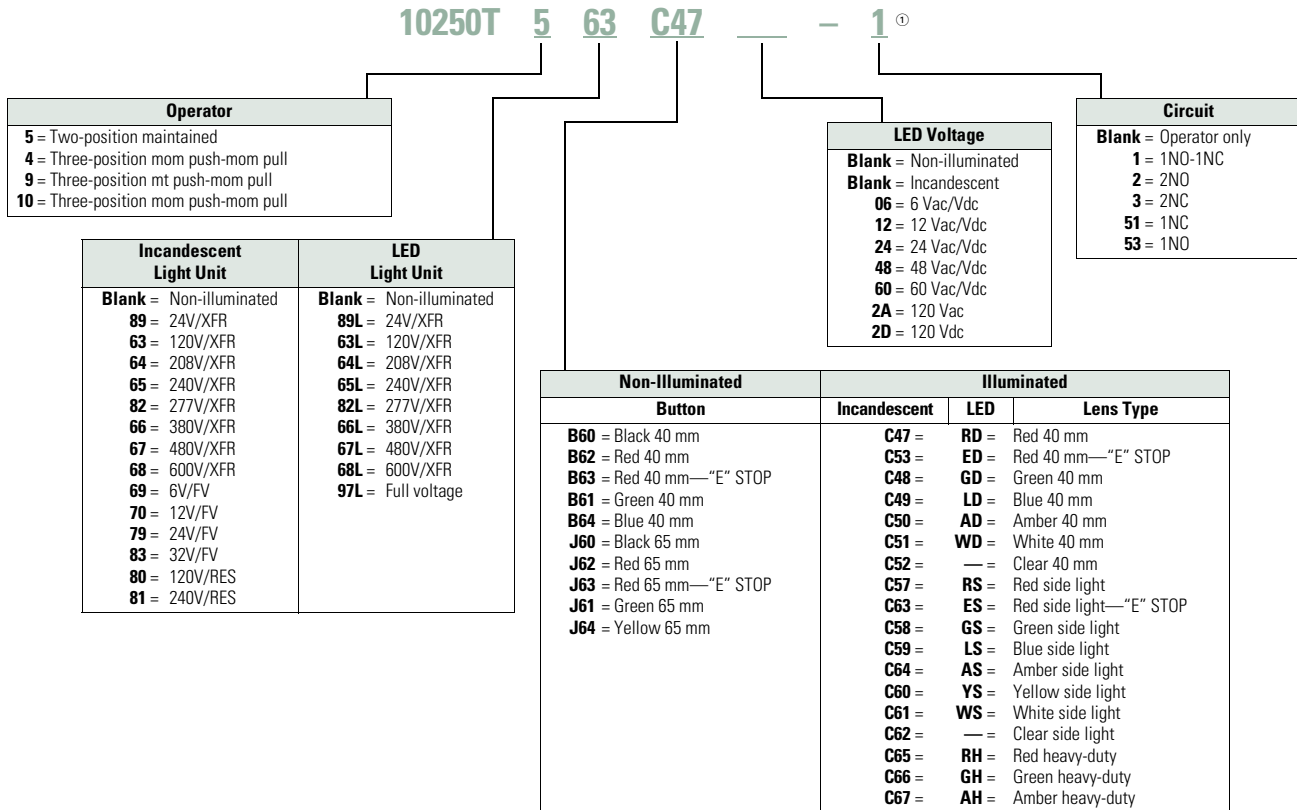 10250T 5 63 C47 – 1 ①
Operator
5 = Two-position maintained
4 = Three-position mom push-mom pull
9 = Three-position mt push-mom pull
10 = Three-position mom push-mom pull
Incandescent
Light Unit
Blank = Non-illuminated
89 = 24V/XFR
63 = 120V/XFR
64 = 208V/XFR
65 = 240V/XFR
82 = 277V/XFR
66 = 380V/XFR
67 = 480V/XFR
68 = 600V/XFR
69 = 6V/FV
70 = 12V/FV
79 = 24V/FV
83 = 32V/FV
80 = 120V/RES
81 = 240V/RES
LED
Light Unit
Blank = Non-illuminated
89L = 24V/XFR
63L = 120V/XFR
64L = 208V/XFR
65L = 240V/XFR
82L = 277V/XFR
66L = 380V/XFR
67L = 480V/XFR
68L = 600V/XFR
97L = Full voltage
LED Voltage
Blank = Non-illuminated
Blank = Incandescent
06 = 6 Vac/Vdc
12 = 12 Vac/Vdc
24 = 24 Vac/Vdc
48 = 48 Vac/Vdc
60 = 60 Vac/Vdc
2A = 120 Vac
2D = 120 Vdc
Circuit
Blank = Operator only
1 = 1NO-1NC
2 = 2NO
3 = 2NC
51 = 1NC
53 = 1NO
Non-Illuminated
Button
B60 = Black 40 mm
B62 = Red 40 mm
B63 = Red 40 mm—“E” STOP
B61 = Green 40 mm
B64 = Blue 40 mm
J60 = Black 65 mm
J62 = Red 65 mm
J63 = Red 65 mm—“E” STOP
J61 = Green 65 mm
J64 = Yellow 65 mm
Illuminated
Incandescent LED Lens Type
C47 = RD = Red 40 mm
C53 = ED = Red 40 mm—“E” STOP
C48 = GD = Green 40 mm
C49 = LD = Blue 40 mm
C50 = AD = Amber 40 mm
C51 = WD = White 40 mm
C52 = — = Clear 40 mm
C57 = RS = Red side light
C63 = ES = Red side light—“E” STOP
C58 = GS = Green side light
C59 = LS = Blue side light
C64 = AS = Amber side light
C60 = YS = Yellow side light
C61 = WS = White side light
C62 = — = Clear side light
C65 = RH = Red heavy-duty
C66 = GH = Green heavy-duty
C67 = AH = Amber heavy-duty